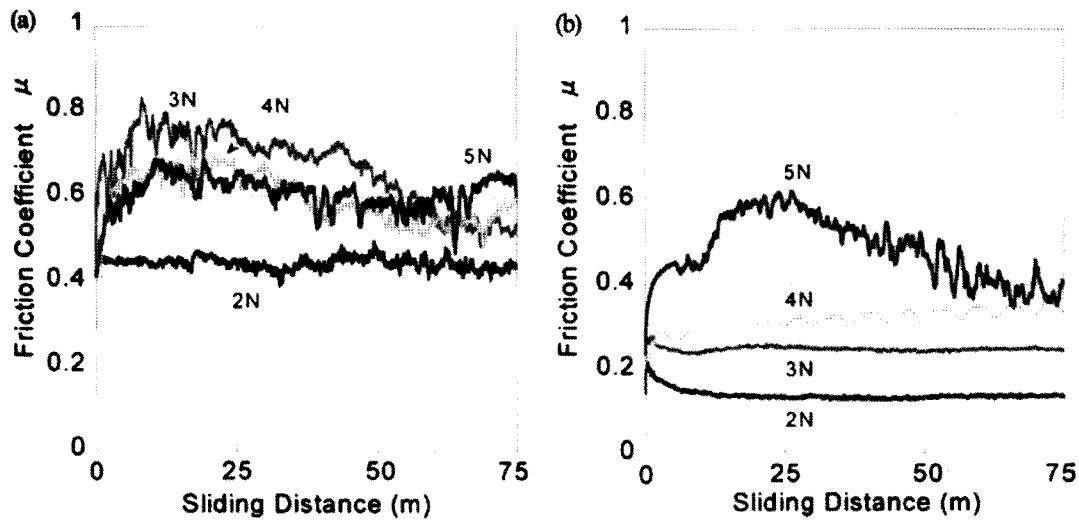 (a)
Friction Coefficient μ
1
0.8
0.6
0.4
0.2
0
3N
4N
5N
2N
0 25 50 75
Sliding Distance (m)
(b)
Friction Coefficient μ
1
0.8
0.6
0.4
0.2
0
5N
4N
3N
2N
0 25 50 75
Sliding Distance (m)